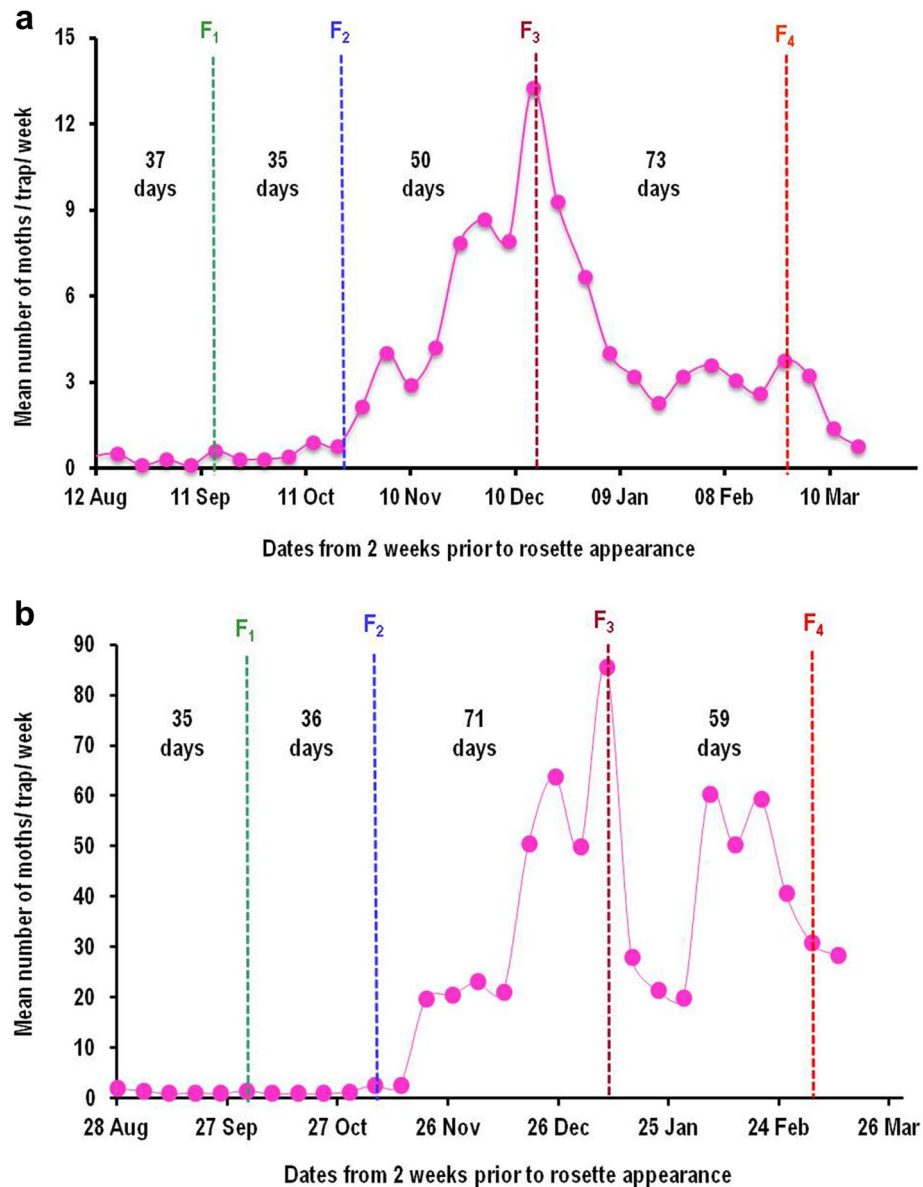 a
F₁ F₂ F₃ F₄
15
12
9
6
3
0
37 days
35 days
50 days
73 days
Mean number of moths / trap/ week
12 Aug 11 Sep 11 Oct 10 Nov 10 Dec 09 Jan 08 Feb 10 Mar
Dates from 2 weeks prior to rosette appearance
b
F₁ F₂ F₃ F₄
90
80
70
60
50
40
30
20
10
0
35 days
36 days
71 days
59 days
Mean number of moths/ trap/ week
28 Aug 27 Sep 27 Oct 26 Nov 26 Dec 25 Jan 24 Feb 26 Mar
Dates from 2 weeks prior to rosette appearance